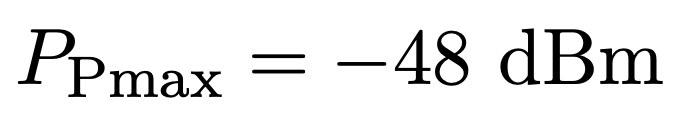 P_Pmax = −48 dBm